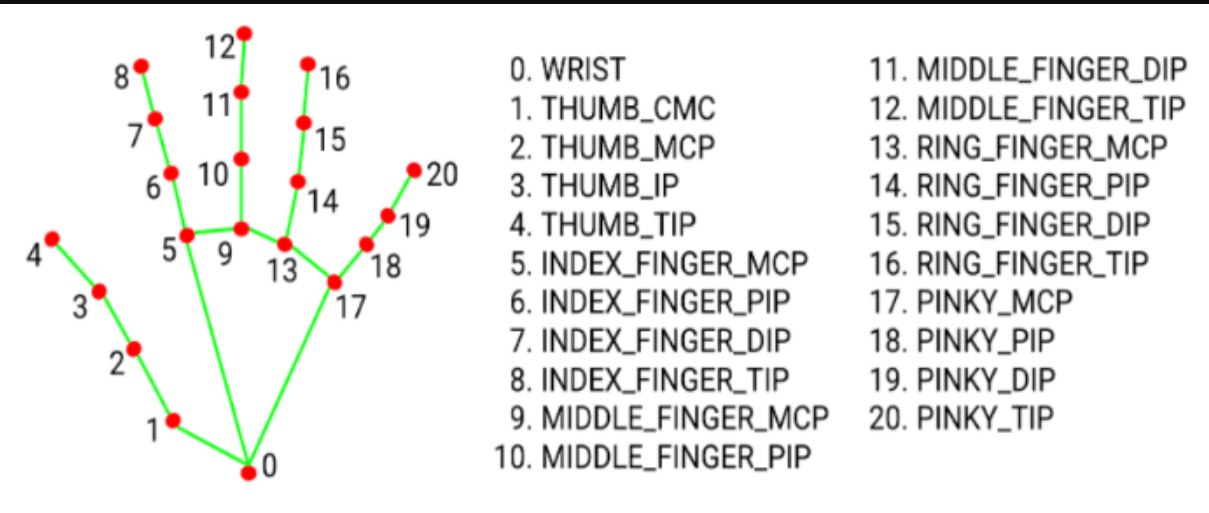 12
8
16
11
7
15
10
6
20
14
19
5
9
4
13
18
3
17
2
1
0
0. WRIST
1. THUMB_CMC
2. THUMB_MCP
3. THUMB_IP
4. THUMB_TIP
5. INDEX_FINGER_MCP
6. INDEX_FINGER_PIP
7. INDEX_FINGER_DIP
8. INDEX_FINGER_TIP
9. MIDDLE_FINGER_MCP
10. MIDDLE_FINGER_PIP
11. MIDDLE_FINGER_DIP
12. MIDDLE_FINGER_TIP
13. RING_FINGER_MCP
14. RING_FINGER_PIP
15. RING_FINGER_DIP
16. RING_FINGER_TIP
17. PINKY_MCP
18. PINKY_PIP
19. PINKY_DIP
20. PINKY_TIP